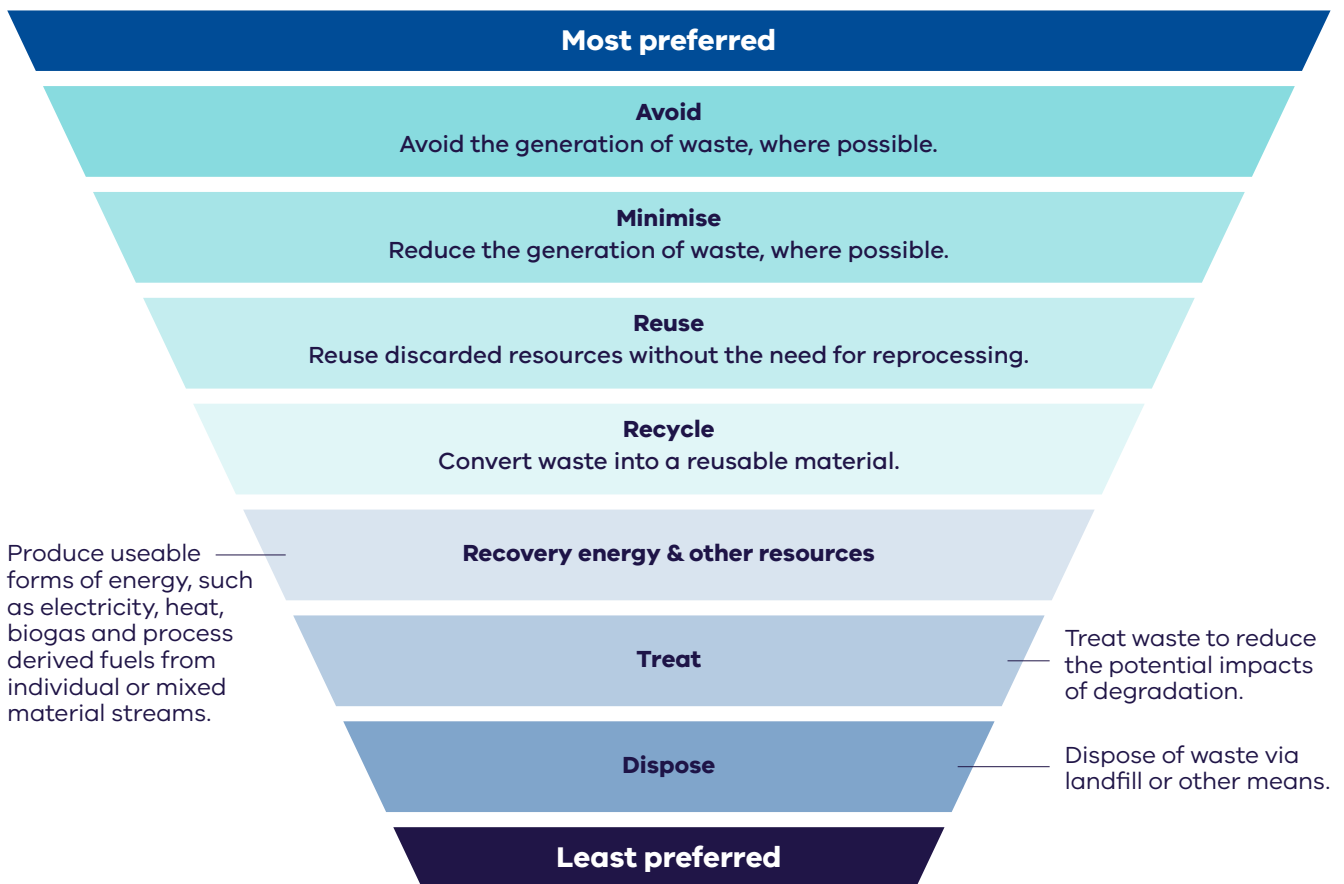 Most preferred
Avoid
Avoid the generation of waste, where possible.
Minimise
Reduce the generation of waste, where possible.
Reuse
Reuse discarded resources without the need for reprocessing.
Recycle
Convert waste into a reusable material.
Recovery energy & other resources
Produce useable
forms of energy, such
as electricity, heat,
biogas and process
derived fuels from
individual or mixed
material streams.
Treat
Treat waste to reduce
the potential impacts
of degradation.
Dispose
Dispose of waste via
landfill or other means.
Least preferred